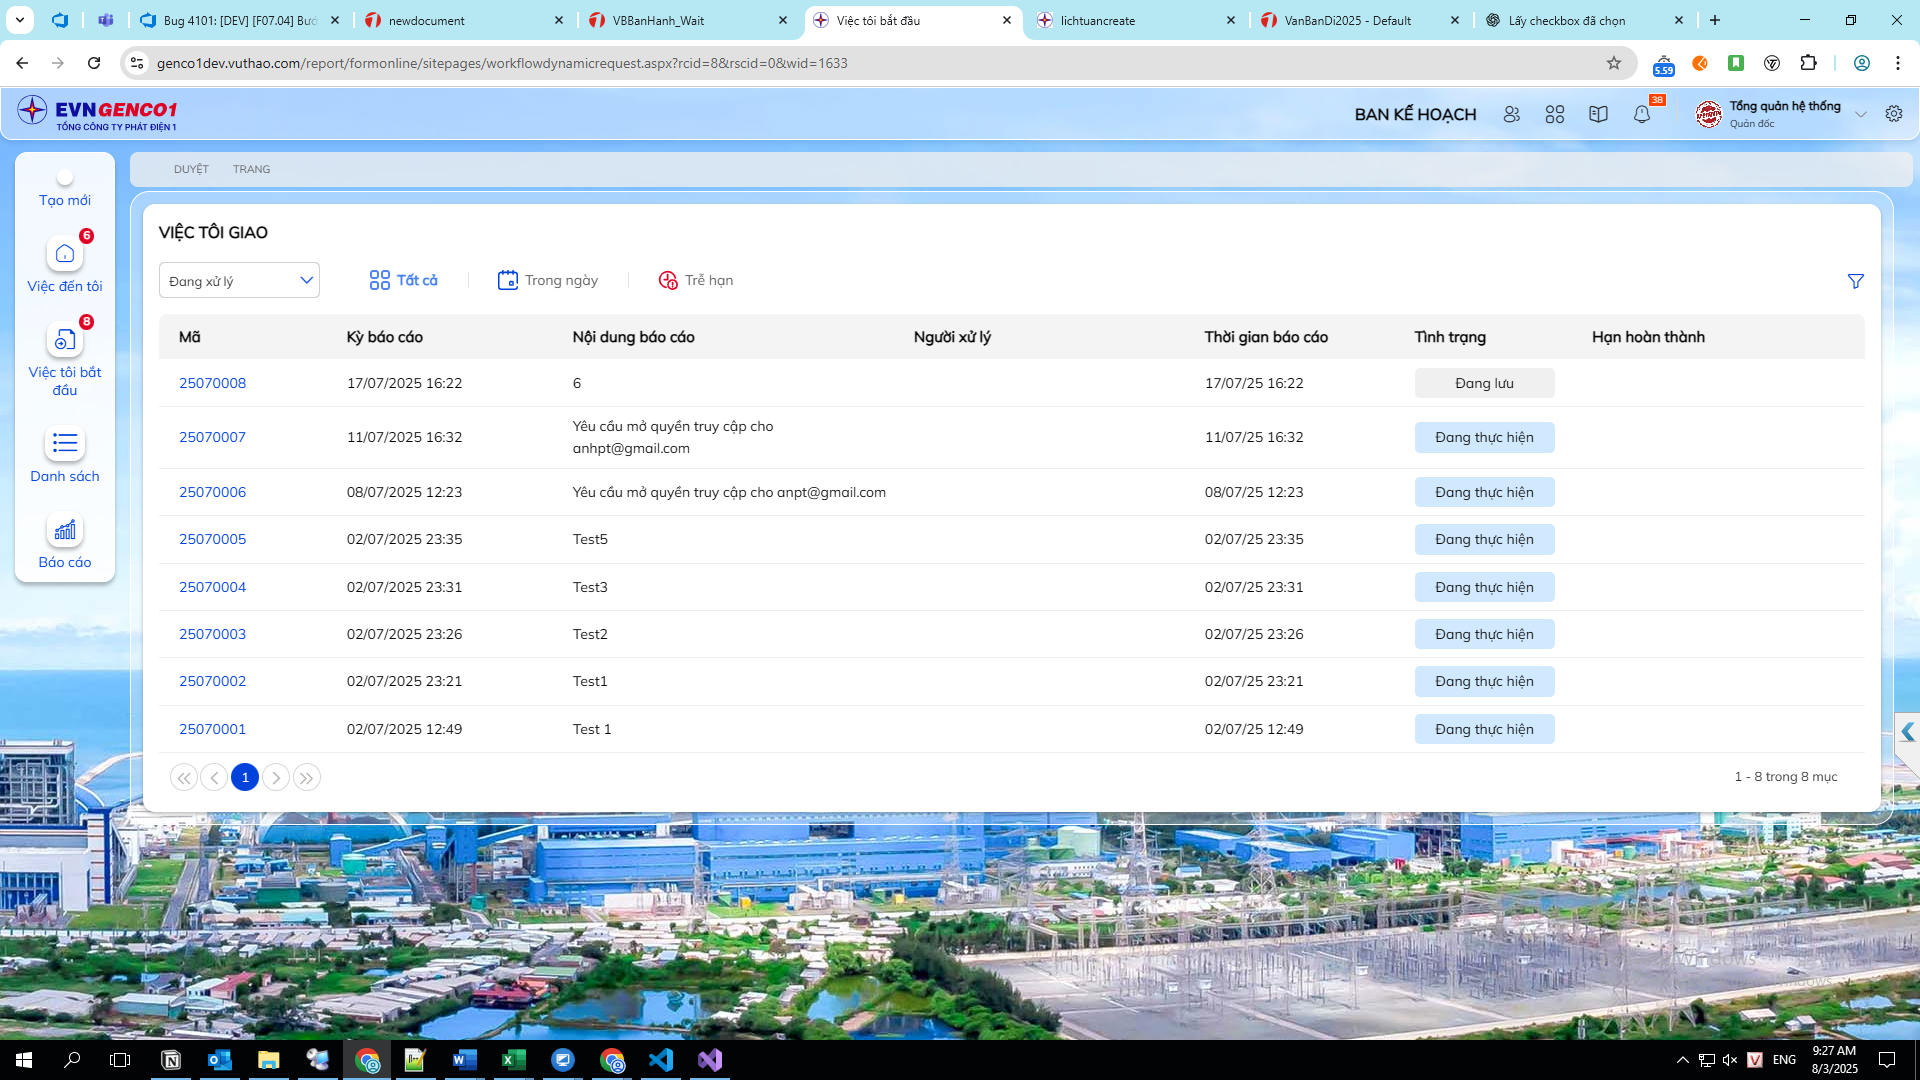 Bug 4101: [DEV] [F07.04] Bướ
newdocument
VBBanHanh_Wait
Việc tôi bắt đầu
lichtuancreate
VanBanDi2025 - Default
Lấy checkbox đã chọn
genco1dev.vuthao.com/report/formonline/sitepages/workflowdynamicrequest.aspx?rcid=8&rscid=0&wid=1633
5.59
EVNGENCO1
TỔNG CÔNG TY PHÁT ĐIỆN 1
BAN KẾ HOẠCH
38
Tổng quản hệ thống
Quản đốc
Tạo mới
6
Việc đến tôi
8
Việc tôi bắt
đầu
Danh sách
Báo cáo
DUYỆT TRANG
VIỆC TÔI GIAO
Đang xử lý
Tất cả
Trong ngày
Trễ hạn
Mã Kỳ báo cáo Nội dung báo cáo Người xử lý Thời gian báo cáo Tình trạng Hạn hoàn thành
25070008 17/07/2025 16:22 6 17/07/25 16:22 Đang lưu
25070007 11/07/2025 16:32 Yêu cầu mở quyền truy cập cho
anhpt@gmail.com 11/07/25 16:32 Đang thực hiện
25070006 08/07/2025 12:23 Yêu cầu mở quyền truy cập cho anpt@gmail.com 08/07/25 12:23 Đang thực hiện
25070005 02/07/2025 23:35 Test5 02/07/25 23:35 Đang thực hiện
25070004 02/07/2025 23:31 Test3 02/07/25 23:31 Đang thực hiện
25070003 02/07/2025 23:26 Test2 02/07/25 23:26 Đang thực hiện
25070002 02/07/2025 23:21 Test1 02/07/25 23:21 Đang thực hiện
25070001 02/07/2025 12:49 Test 1 02/07/25 12:49 Đang thực hiện
1
1 - 8 trong 8 mục
ENG
9:27 AM
8/3/2025